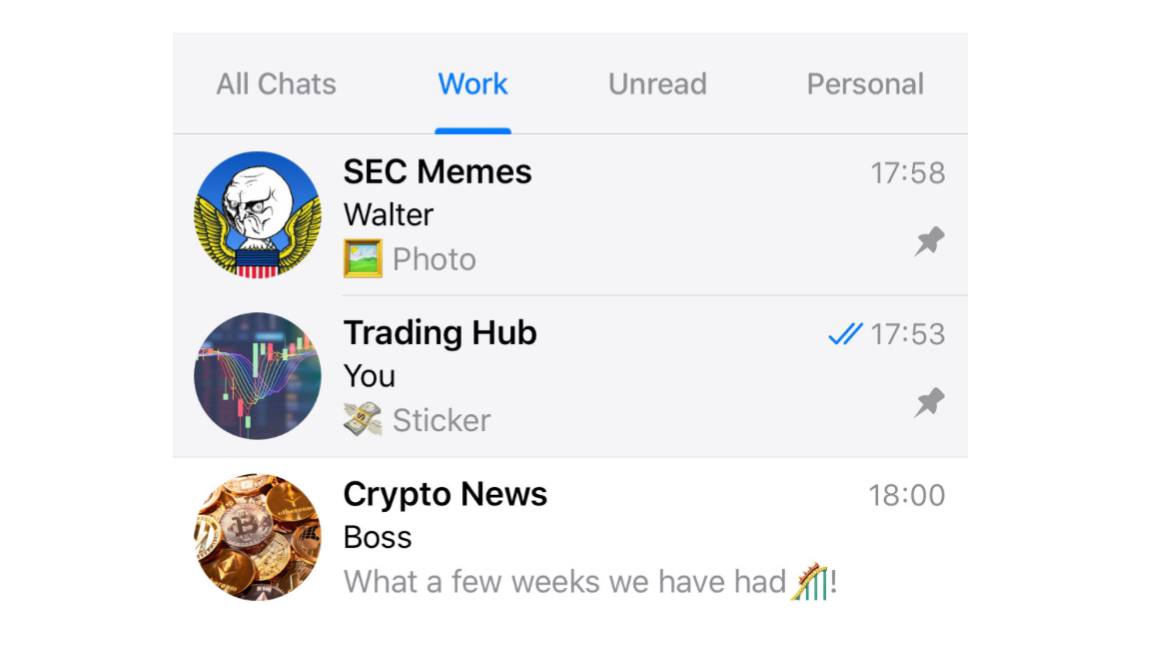 All Chats Work Unread Personal
SEC Memes 17:58
Walter
🖼 Photo
Trading Hub 17:53
You
💸 Sticker
Crypto News 18:00
Boss
What a few weeks we have had 🎢!